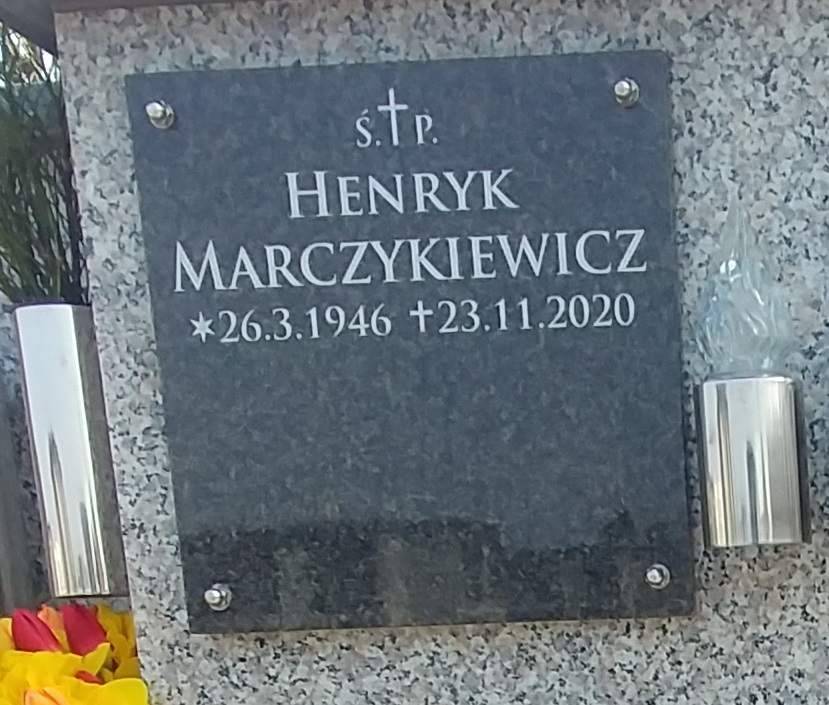 Ś.✝P.
HENRYK
MARCZYKIEWICZ
*26.3.1946 ✝23.11.2020